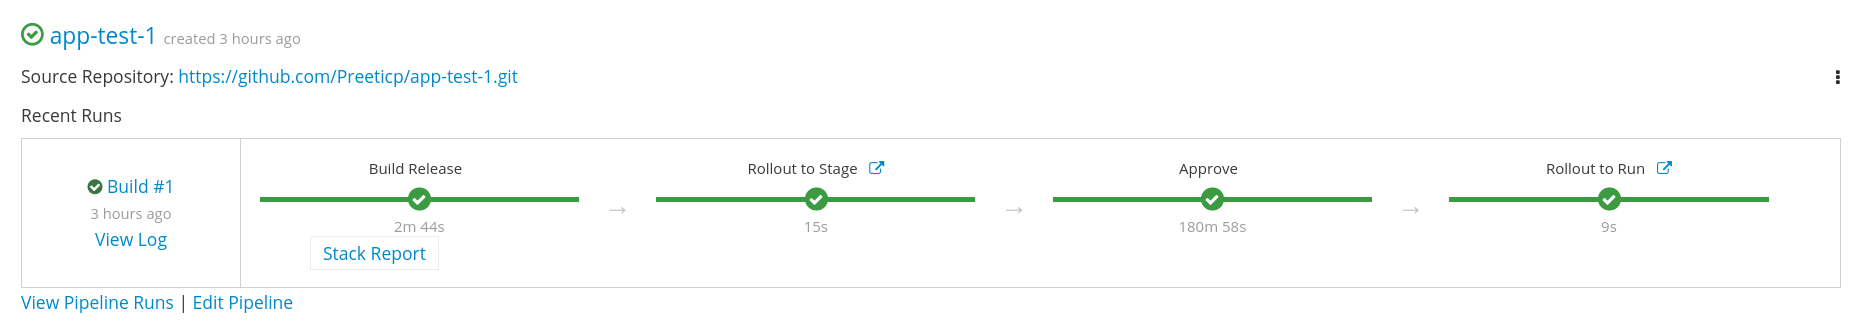 app-test-1 created 3 hours ago
Source Repository: https://github.com/Preeticp/app-test-1.git
Recent Runs
Build #1
3 hours ago
View Log
Build Release
2m 44s
Stack Report
→
Rollout to Stage
15s
→
Approve
180m 58s
→
Rollout to Run
9s
View Pipeline Runs | Edit Pipeline